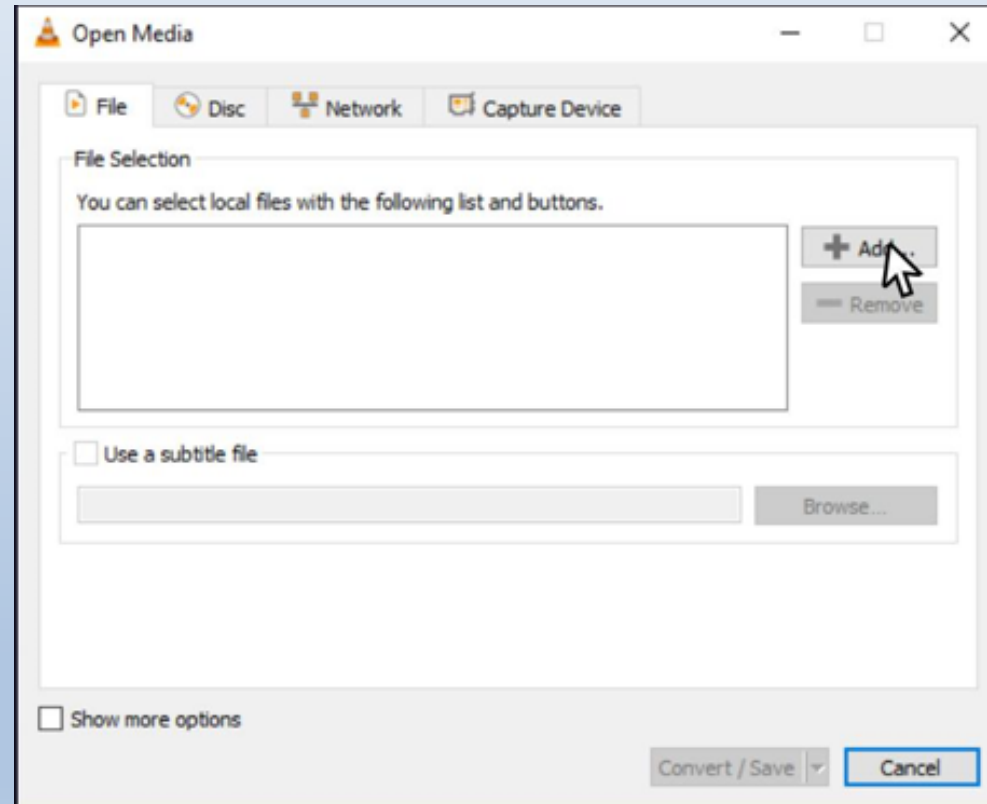 Open Media
File
Disc
Network
Capture Device
File Selection
You can select local files with the following list and buttons.
Add...
Remove
Use a subtitle file
Browse...
Show more options
Convert / Save
Cancel